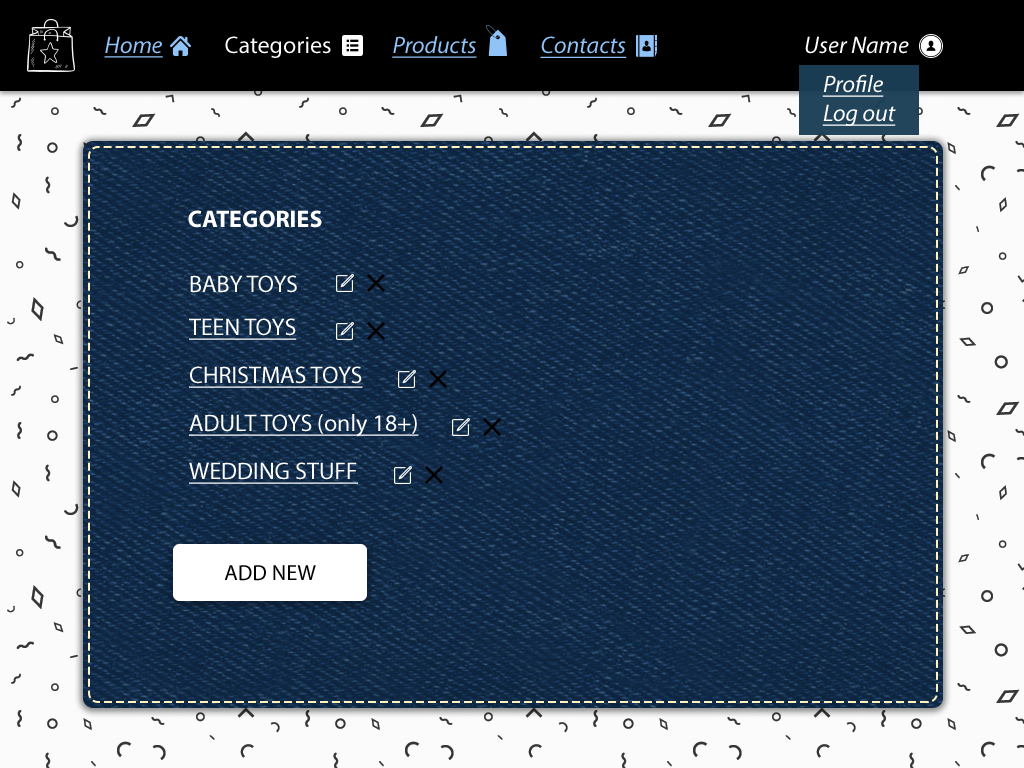 Home Categories Products Contacts User Name
Profile
Log out
CATEGORIES
BABY TOYS
TEEN TOYS
CHRISTMAS TOYS
ADULT TOYS (only 18+)
WEDDING STUFF
ADD NEW